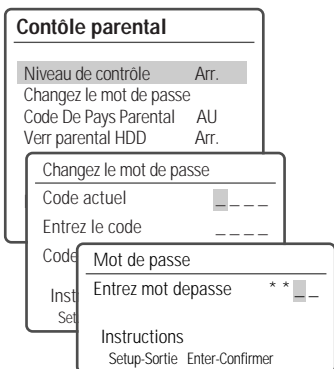 Contôle parental
Niveau de contrôle Arr.
Changez le mot de passe
Code De Pays Parental AU
Verr parental HDD Arr.
Changez le mot de passe
Code actuel _ _ _ _
Entrez le code _ _ _ _
Code
Mot de passe
Entrez mot depasse * * _ _
Instructions
Setup-Sortie Enter-Confirmer